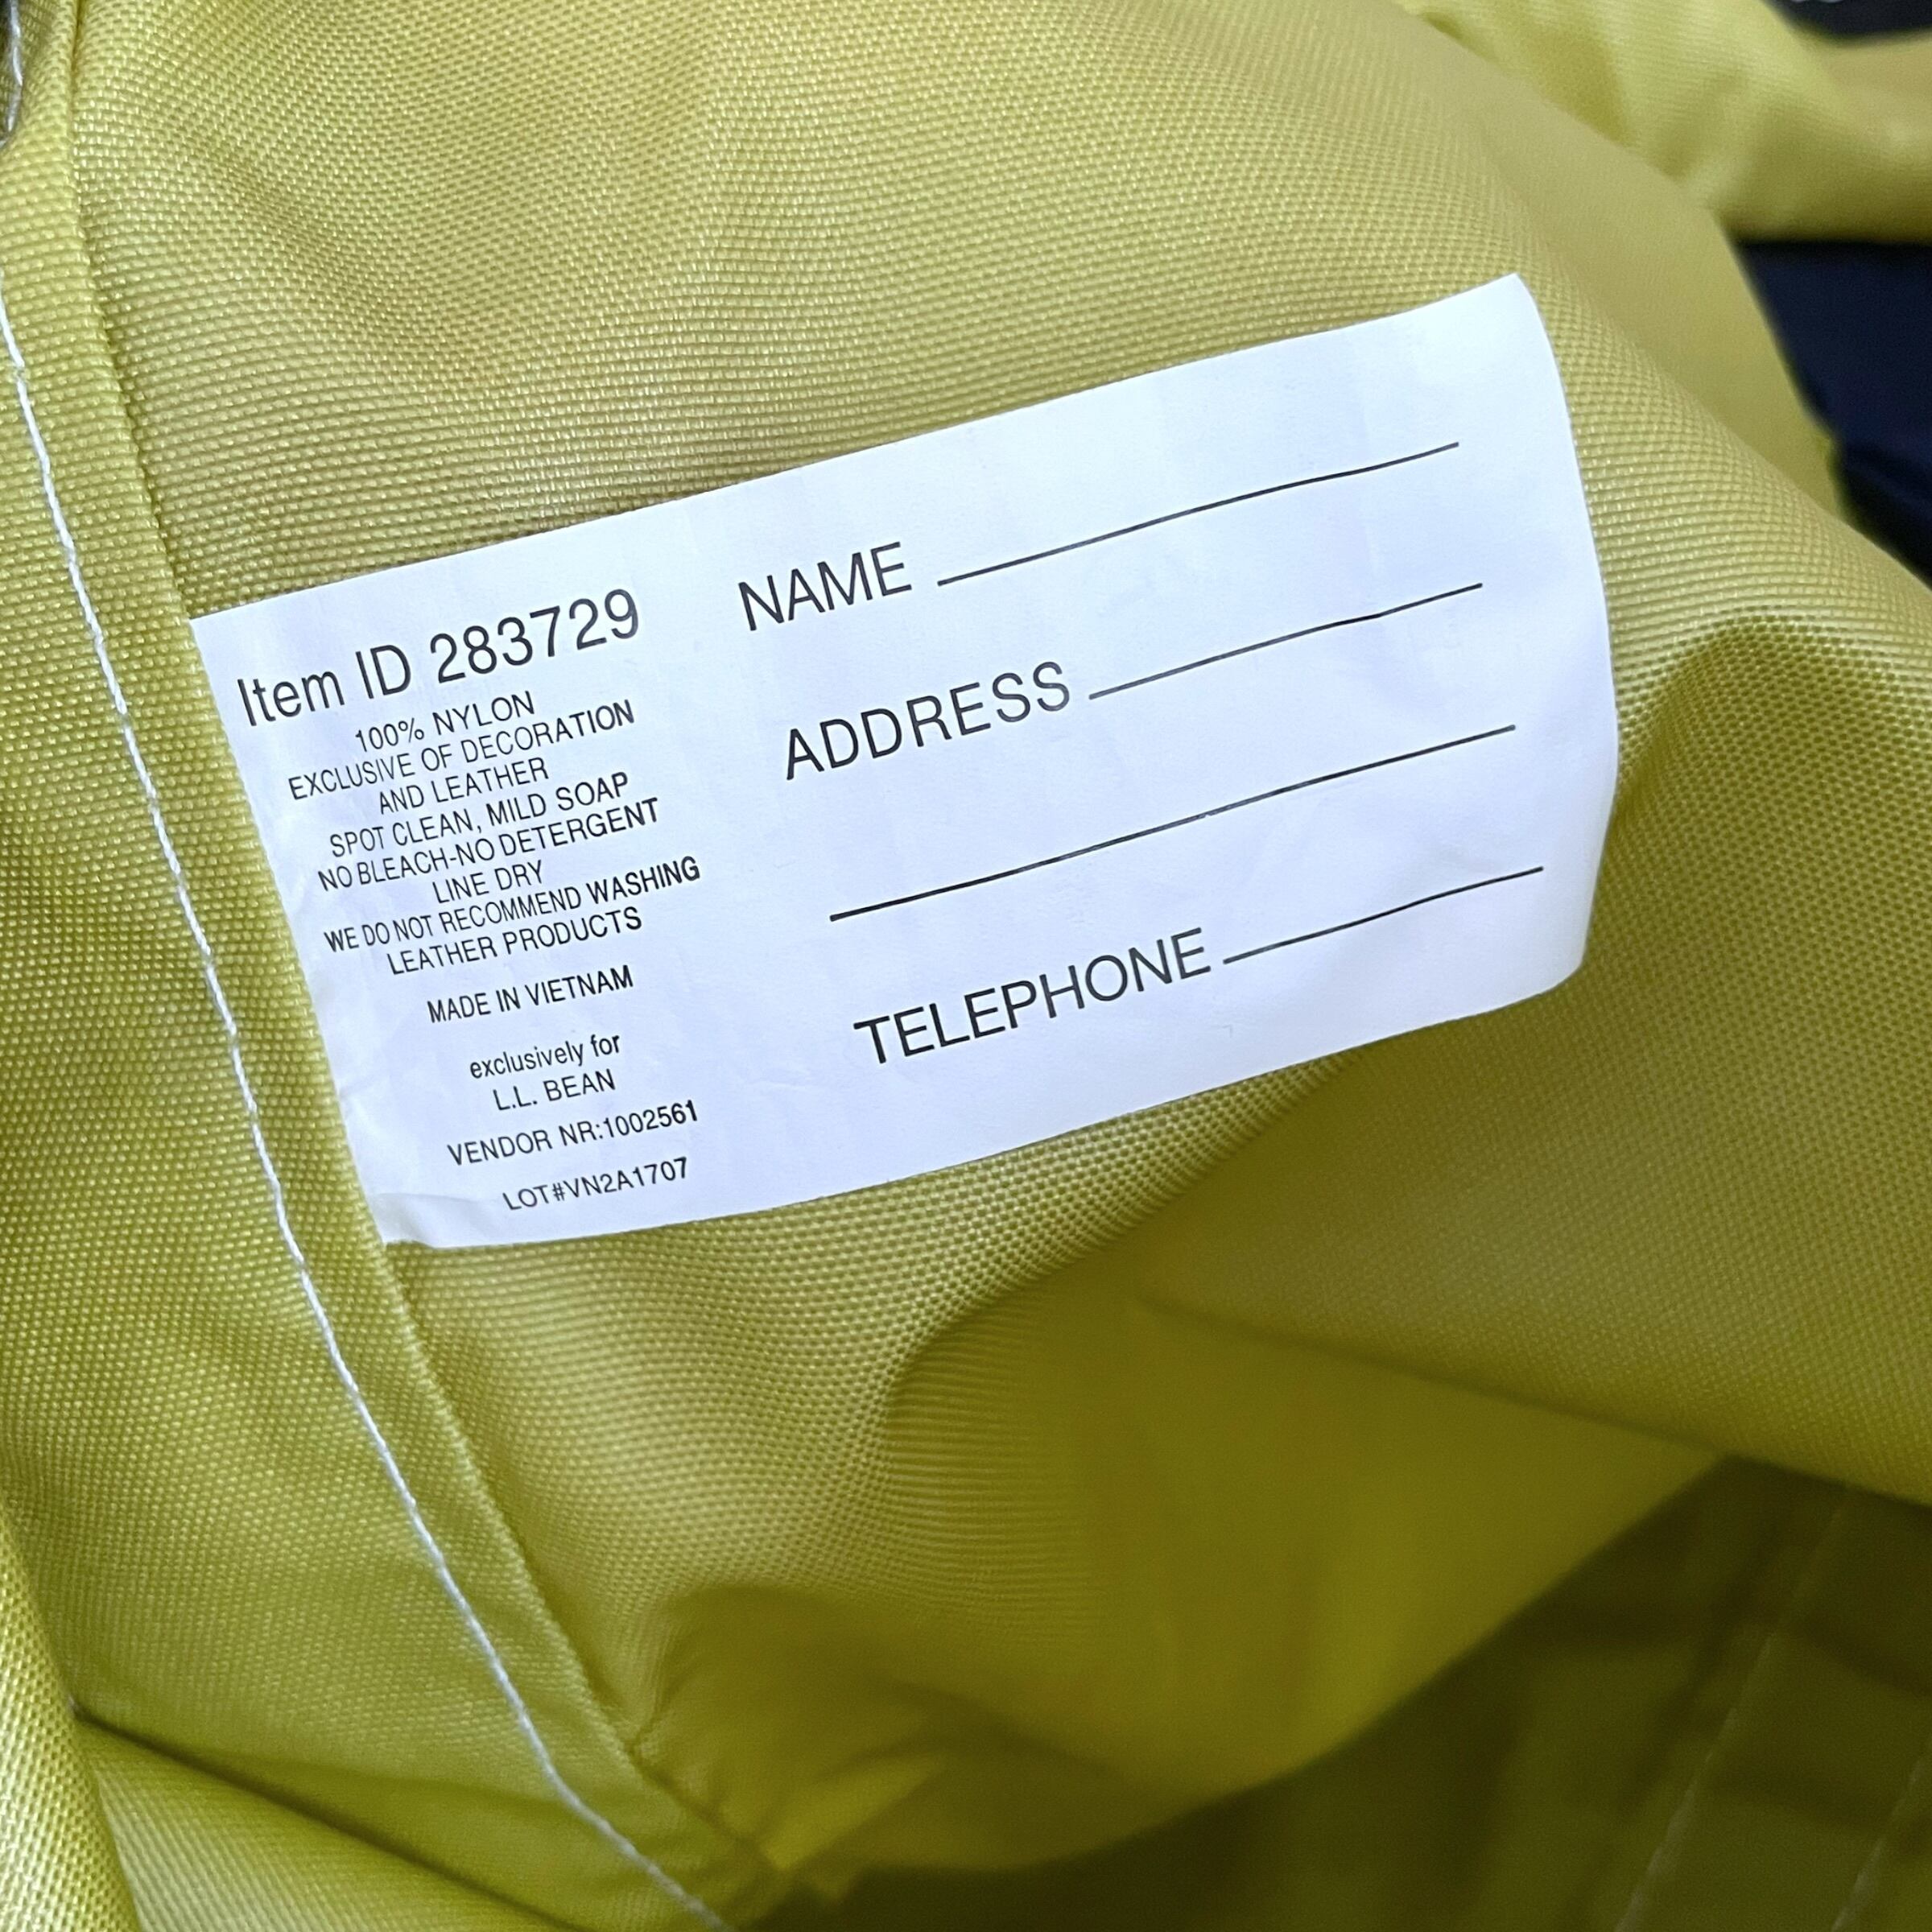 Item ID 283729
100% NYLON
EXCLUSIVE OF DECORATION
AND LEATHER
SPOT CLEAN, MILD SOAP
NO BLEACH-NO DETERGENT
LINE DRY
WE DO NOT RECOMMEND WASHING
LEATHER PRODUCTS
MADE IN VIETNAM
exclusively for
L.L. BEAN
VENDOR NR:1002561
LOT#VN2A1707
NAME
ADDRESS
TELEPHONE